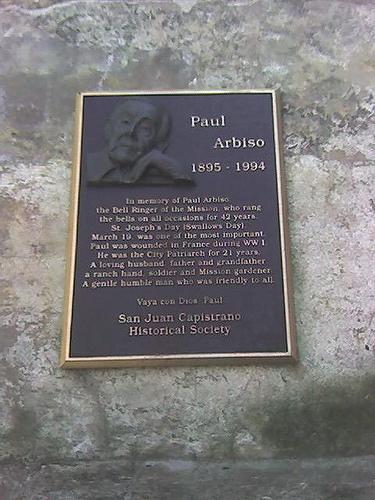 Paul
Arbiso
1895 - 1994
In memory of Paul Arbiso
the Bell Ringer of the Mission, who rang
the bells on all occasions for 42 years.
St. Joseph's Day (Swallows Day),
March 19, was one of the most important.
Paul was wounded in France during WW I.
He was the City Patriarch for 21 years.
A loving husband, father and grandfather
a ranch hand, soldier and Mission gardener.
A gentle humble man who was friendly to all.
Vaya con Dios, Paul
San Juan Capistrano
Historical Society